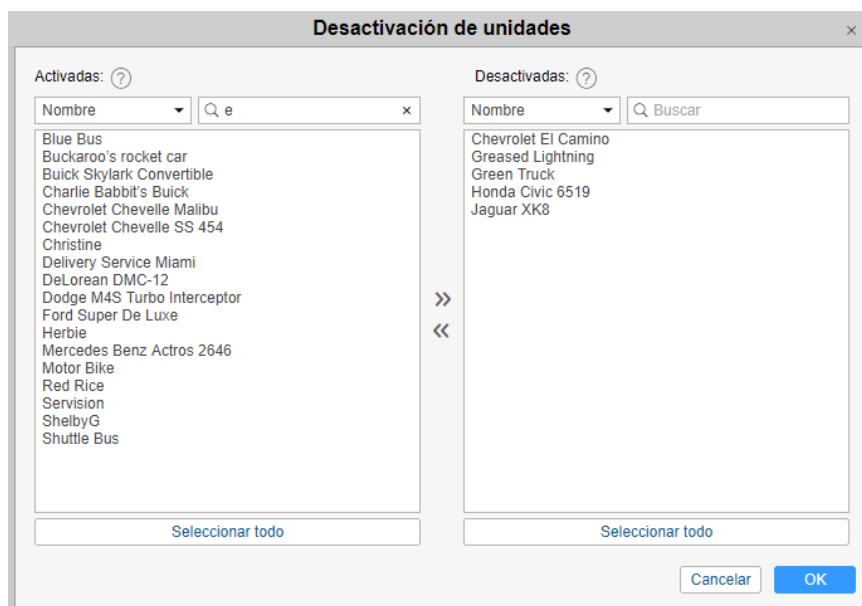 Desactivación de unidades ×
Activadas: ?
Nombre
e ×
Blue Bus
Buckaroo's rocket car
Buick Skylark Convertible
Charlie Babbit's Buick
Chevrolet Chevelle Malibu
Chevrolet Chevelle SS 454
Christine
Delivery Service Miami
DeLorean DMC-12
Dodge M4S Turbo Interceptor
Ford Super De Luxe
Herbie
Mercedes Benz Actros 2646
Motor Bike
Red Rice
Servision
ShelbyG
Shuttle Bus
Seleccionar todo
Desactivadas: ?
Nombre
Buscar
Chevrolet El Camino
Greased Lightning
Green Truck
Honda Civic 6519
Jaguar XK8
Seleccionar todo
Cancelar
OK